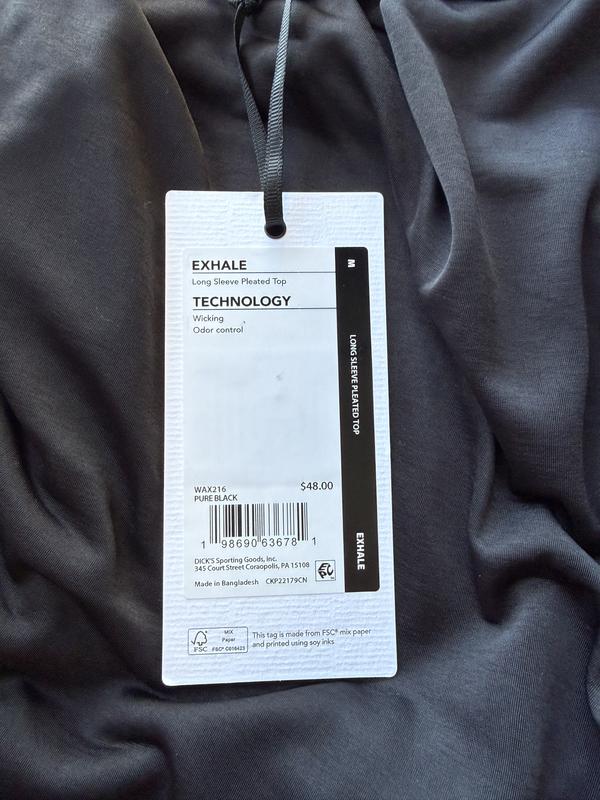 EXHALE
Long Sleeve Pleated Top
TECHNOLOGY
Wicking
Odor control
WAX216
$48.00
PURE BLACK
1 98690 63678 1
DICK'S Sporting Goods, Inc.
345 Court Street Coraopolis, PA 15108
Made in Bangladesh CKP22179CN
M
LONG SLEEVE PLEATED TOP
EXHALE
FSC
MIX
Paper
FSC® C016423
This tag is made from FSC® mix paper
and printed using soy inks